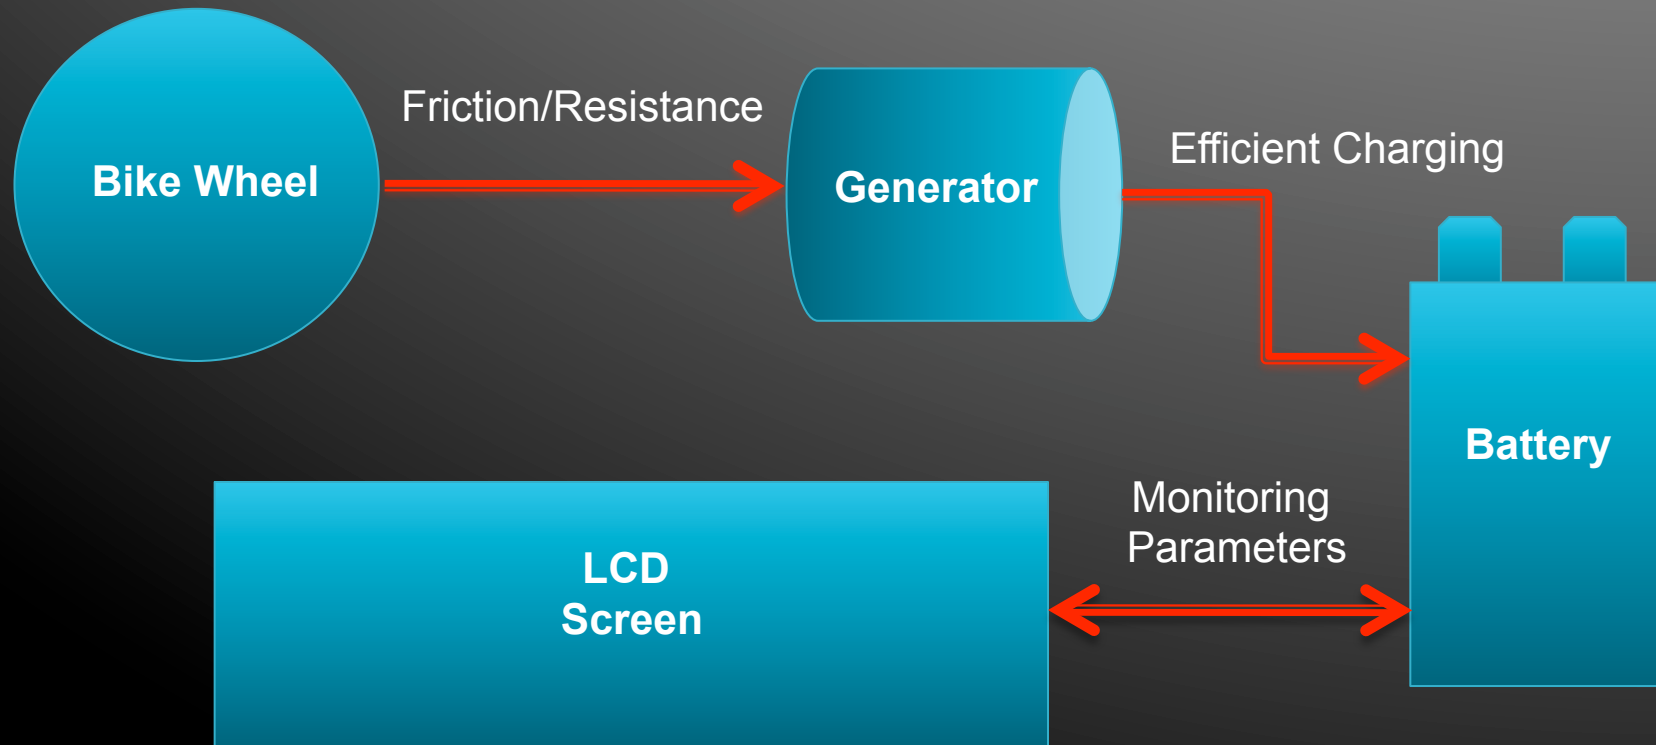 Friction/Resistance
Bike Wheel
Generator
Efficient Charging
Battery
Monitoring
Parameters
LCD
Screen